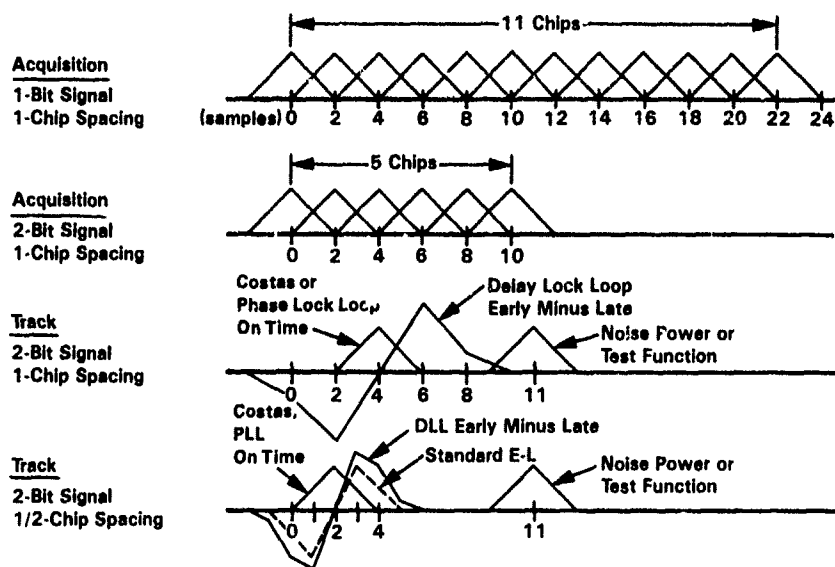 11 Chips
Acquisition
1-Bit Signal
1-Chip Spacing
(samples) 0 2 4 6 8 10 12 14 16 18 20 22 24
5 Chips
Acquisition
2-Bit Signal
1-Chip Spacing
0 2 4 6 8 10
Costas or
Phase Lock Loop
On Time
Delay Lock Loop
Early Minus Late
Track
2-Bit Signal
1-Chip Spacing
Noise Power or
Test Function
0 2 4 6 8 11
Costas,
PLL
On Time
DLL Early Minus Late
Standard E-L
Track
2-Bit Signal
1/2-Chip Spacing
Noise Power or
Test Function
0 2 4 11